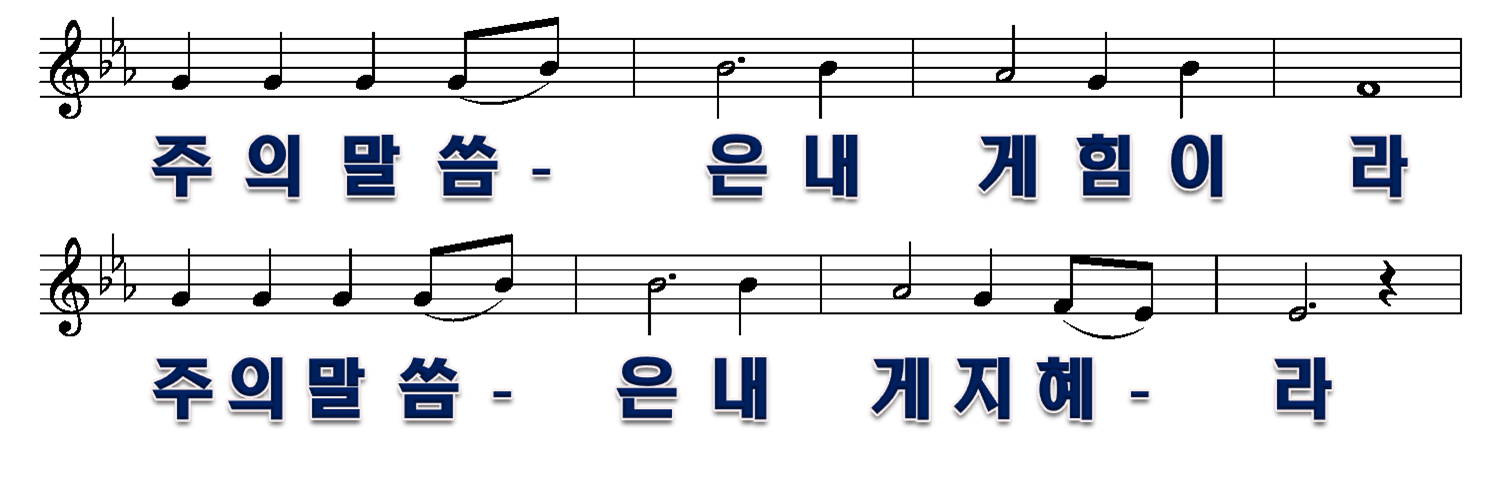 주 의 말 씀 - 은 내 게 힘 이 라
주 의 말 씀 - 은 내 게 지 혜 - 라